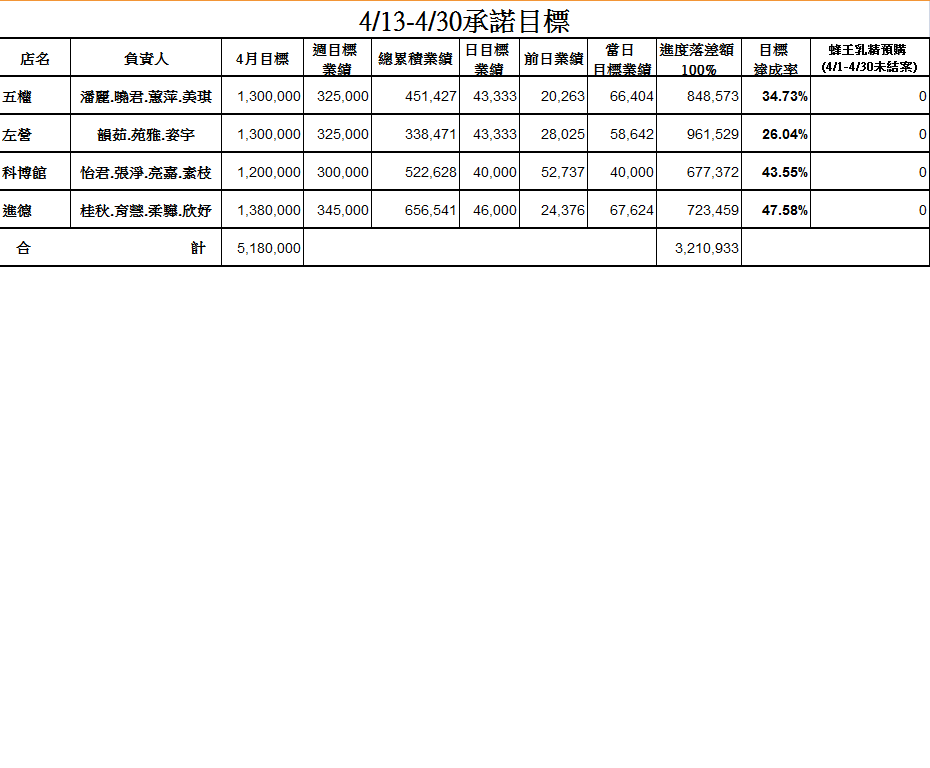 4/13-4/30承諾目標
店名 負責人 4月目標 週目標業績 總累積業績 日目標業績 前日業績 當日目標業績 進度落差額100% 目標達成率 蜂王乳精預購(4/1-4/30未結案)
五權 潘麗.曉君.蕙萍.美琪 1,300,000 325,000 451,427 43,333 20,263 66,404 848,573 34.73% 0
左營 韻茹.苑雅.姿宇 1,300,000 325,000 338,471 43,333 28,025 58,642 961,529 26.04% 0
科博館 怡君.張淨.亮嘉.素枝 1,200,000 300,000 522,628 40,000 52,737 40,000 677,372 43.55% 0
進德 桂秋.育慧.柔驊.欣妤 1,380,000 345,000 656,541 46,000 24,376 67,624 723,459 47.58% 0
合 計 5,180,000 3,210,933